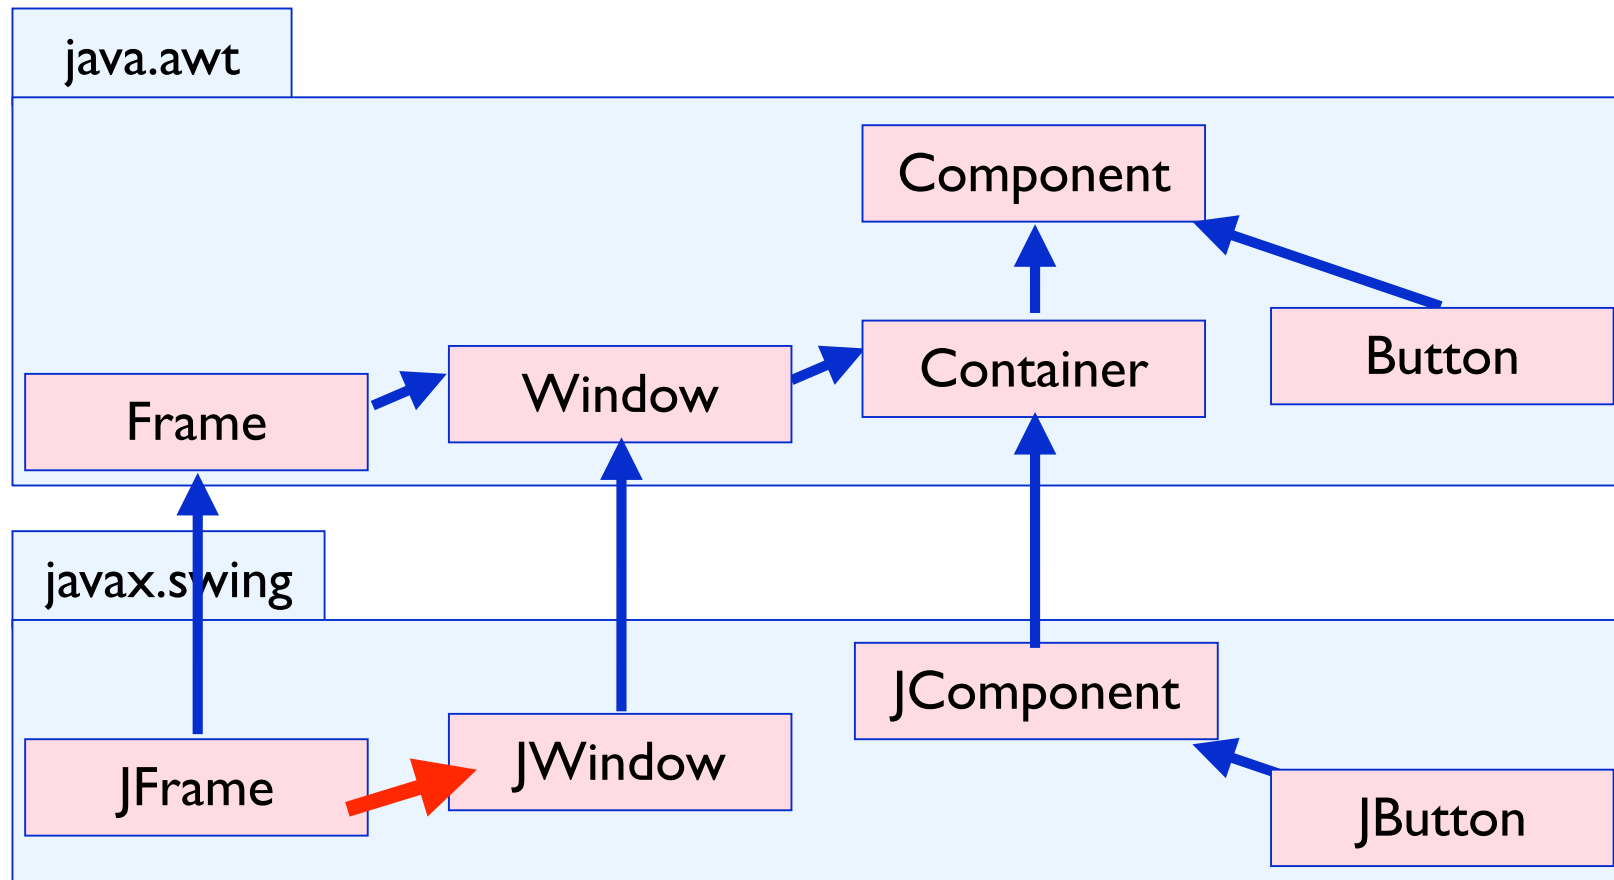 java.awt
Component
Button
Container
Window
Frame
javax.swing
JComponent
JWindow
JFrame
JButton